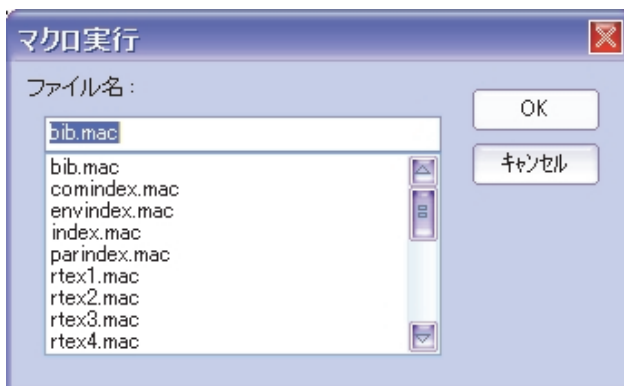 マクロ実行
ファイル名：
OK
bib.mac
キャンセル
bib.mac
comindex.mac
envindex.mac
index.mac
parindex.mac
rtex1.mac
rtex2.mac
rtex3.mac
rtex4.mac